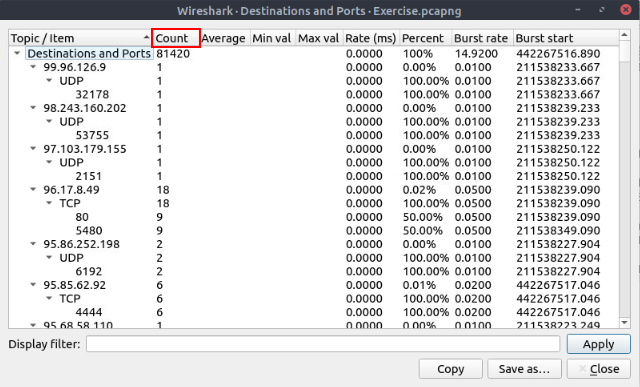 Wireshark · Destinations and Ports · Exercise.pcapng
Topic / Item Count Average Min val Max val Rate (ms) Percent Burst rate Burst start
Destinations and Ports 81420 0.0000 100% 14.9200 442267516.890
99.96.126.9 1 0.0000 0.00% 0.0100 211538233.667
UDP 1 0.0000 100.00% 0.0100 211538233.667
32178 1 0.0000 100.00% 0.0100 211538233.667
98.243.160.202 1 0.0000 0.00% 0.0100 211538239.233
UDP 1 0.0000 100.00% 0.0100 211538239.233
53755 1 0.0000 100.00% 0.0100 211538239.233
97.103.179.155 1 0.0000 0.00% 0.0100 211538250.122
UDP 1 0.0000 100.00% 0.0100 211538250.122
2151 1 0.0000 100.00% 0.0100 211538250.122
96.17.8.49 18 0.0000 0.02% 0.0500 211538239.090
TCP 18 0.0000 100.00% 0.0500 211538239.090
80 9 0.0000 50.00% 0.0500 211538239.090
5480 9 0.0000 50.00% 0.0500 211538349.090
95.86.252.198 2 0.0000 0.00% 0.0100 211538227.904
UDP 2 0.0000 100.00% 0.0100 211538227.904
6192 2 0.0000 100.00% 0.0100 211538227.904
95.85.62.92 6 0.0000 0.01% 0.0200 442267517.046
TCP 6 0.0000 100.00% 0.0200 442267517.046
4444 6 0.0000 100.00% 0.0200 442267517.046
95.68.58.110 1 0.0000 0.00% 0.0100 211538223.249
Display filter: Apply
Copy Save as… Close